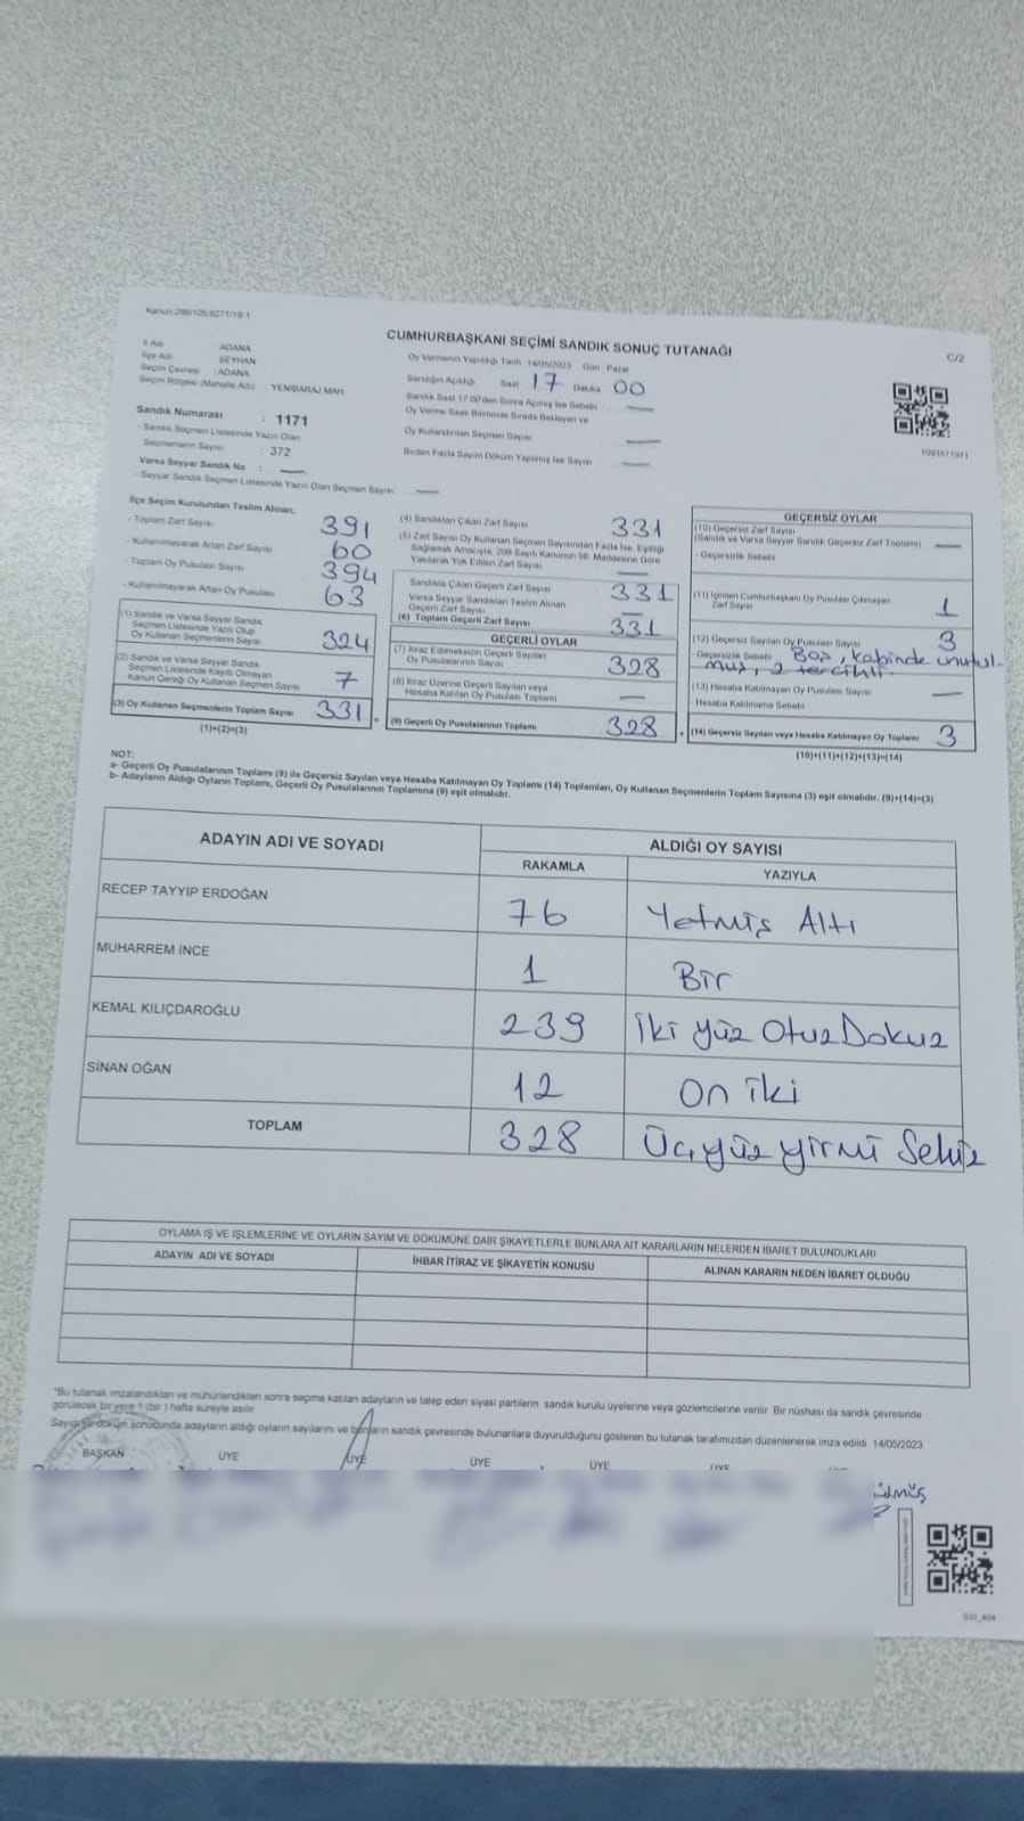 CUMHURBAŞKANI SEÇİMİ SANDIK SONUÇ TUTANAĞI
C/2
İl Adı ADANA
İlçe Adı SEYHAN
Seçim Çevresi : ADANA
Seçim Bölgesi (Mahalle Adı) : YENİBARAJ MAH.
Oy Vermenin Yapıldığı Tarih 14/05/2023 Gün Pazar
Sandığın Açıldığı Saat 17 Dakika 00
Sandık Numarası : 1171
Sandık Seçmen Listesinde Yazılı Olan
Seçmenlerin Sayısı : 372
Varsa Seyyar Sandık No : —
Seyyar Sandık Seçmen Listesinde Yazılı Olan Seçmen Sayısı —
Sandık Saat 17.00'den Sonra Açılmış İse Sebebi —
Oy Kullandırılan Seçmen Sayısı —
Birden Fazla Sayım Döküm Yapılmış İse Sayısı —
İlçe Seçim Kurulundan Teslim Alınan;
- Toplam Zarf Sayısı 391
- Kullanılmayarak Artan Zarf Sayısı 60
- Toplam Oy Pusulası Sayısı 394
- Kullanılmayarak Artan Oy Pusulası 63
(1) Sandık ve Varsa Seyyar Sandık
Seçmen Listesinde Yazılı Olup
Oy Kullanan Seçmenlerin Sayısı 324
(2) Sandık ve Varsa Seyyar Sandık
Seçmen Listesinde Kayıtlı Olmayan
Kanun Gereği Oy Kullanan Seçmen Sayısı 7
(3) Oy Kullanan Seçmenlerin Toplam Sayısı 331
(1)+(2)=(3)
(4) Sandıktan Çıkan Zarf Sayısı 331
(5) Zarf Sayısı Oy Kullanan Seçmen Sayısından Fazla İse, Eşitliği
Sağlamak Amacıyla, 298 Sayılı Kanunun 98. Maddesine Göre
Yakılarak Yok Edilen Zarf Sayısı —
Sandıkta Çıkan Geçerli Zarf Sayısı 331
Varsa Seyyar Sandıktan Teslim Alınan
Geçerli Zarf Sayısı —
(6) Toplam Geçerli Zarf Sayısı 331
GEÇERLİ OYLAR
(7) İtiraz Edilmeksizin Geçerli Sayılan
Oy Pusulalarının Sayısı 328
(8) İtiraz Üzerine Geçerli Sayılan veya
Hesaba Katılan Oy Pusulası Toplamı —
(9) Geçerli Oy Pusulalarının Toplamı 328
GEÇERSİZ OYLAR
(10) Geçersiz Zarf Sayısı
(Sandık ve Varsa Seyyar Sandık Geçersiz Zarf Toplamı) —
- Geçersizlik Sebebi
(11) İçinden Cumhurbaşkanı Oy Pusulası Çıkmayan
Zarf Sayısı 1
(12) Geçersiz Sayılan Oy Pusulası Sayısı 3
Geçersizlik Sebebi Boş, kabinde unutul-
muş, 2 tercihli
(13) Hesaba Katılmayan Oy Pusulası Sayısı —
Hesaba Katılmama Sebebi
(14) Geçersiz Sayılan veya Hesaba Katılmayan Oy Toplamı 3
(10)+(11)+(12)+(13)=(14)
NOT:
a- Geçerli Oy Pusulalarının Toplamı (9) ile Geçersiz Sayılan veya Hesaba Katılmayan Oy Toplamı (14) Toplamları, Oy Kullanan Seçmenlerin Toplam Sayısına (3) eşit olmalıdır. (9)+(14)=(3)
b- Adayların Aldığı Oyların Toplamı, Geçerli Oy Pusulalarının Toplamına (9) eşit olmalıdır.
ADAYIN ADI VE SOYADI
ALDIĞI OY SAYISI
RAKAMLA YAZIYLA
RECEP TAYYİP ERDOĞAN 76 Yetmiş Altı
MUHARREM İNCE 1 Bir
KEMAL KILIÇDAROĞLU 239 İki yüz Otuz Dokuz
SİNAN OĞAN 12 On iki
TOPLAM 328 Üçyüz yirmi Sekiz
OYLAMA İŞ VE İŞLEMLERİNE VE OYLARIN SAYIM VE DÖKÜMÜNE DAİR ŞİKAYETLERLE BUNLARA AİT KARARLARIN NELERDEN İBARET BULUNDUKLARI
ADAYIN ADI VE SOYADI
İHBAR İTİRAZ VE ŞİKAYETİN KONUSU
ALINAN KARARIN NEDEN İBARET OLDUĞU
"Bu tutanak imzalandıktan ve mühürlendikten sonra seçime katılan adayların ve talep eden siyasi partilerin sandık kurulu üyelerine veya gözlemcilerine verilir. Bir nüshası da sandık çevresinde
görülecek bir yere 1 (bir) hafta süreyle asılır.
Sayım ve döküm sonucunda adayların aldığı oyların sayılarını ve bunların sandık çevresinde bulunanlara duyurulduğunu gösteren bu tutanak tarafımızdan düzenlenerek imza edildi. 14/05/2023
BAŞKAN ÜYE ÜYE ÜYE ÜYE